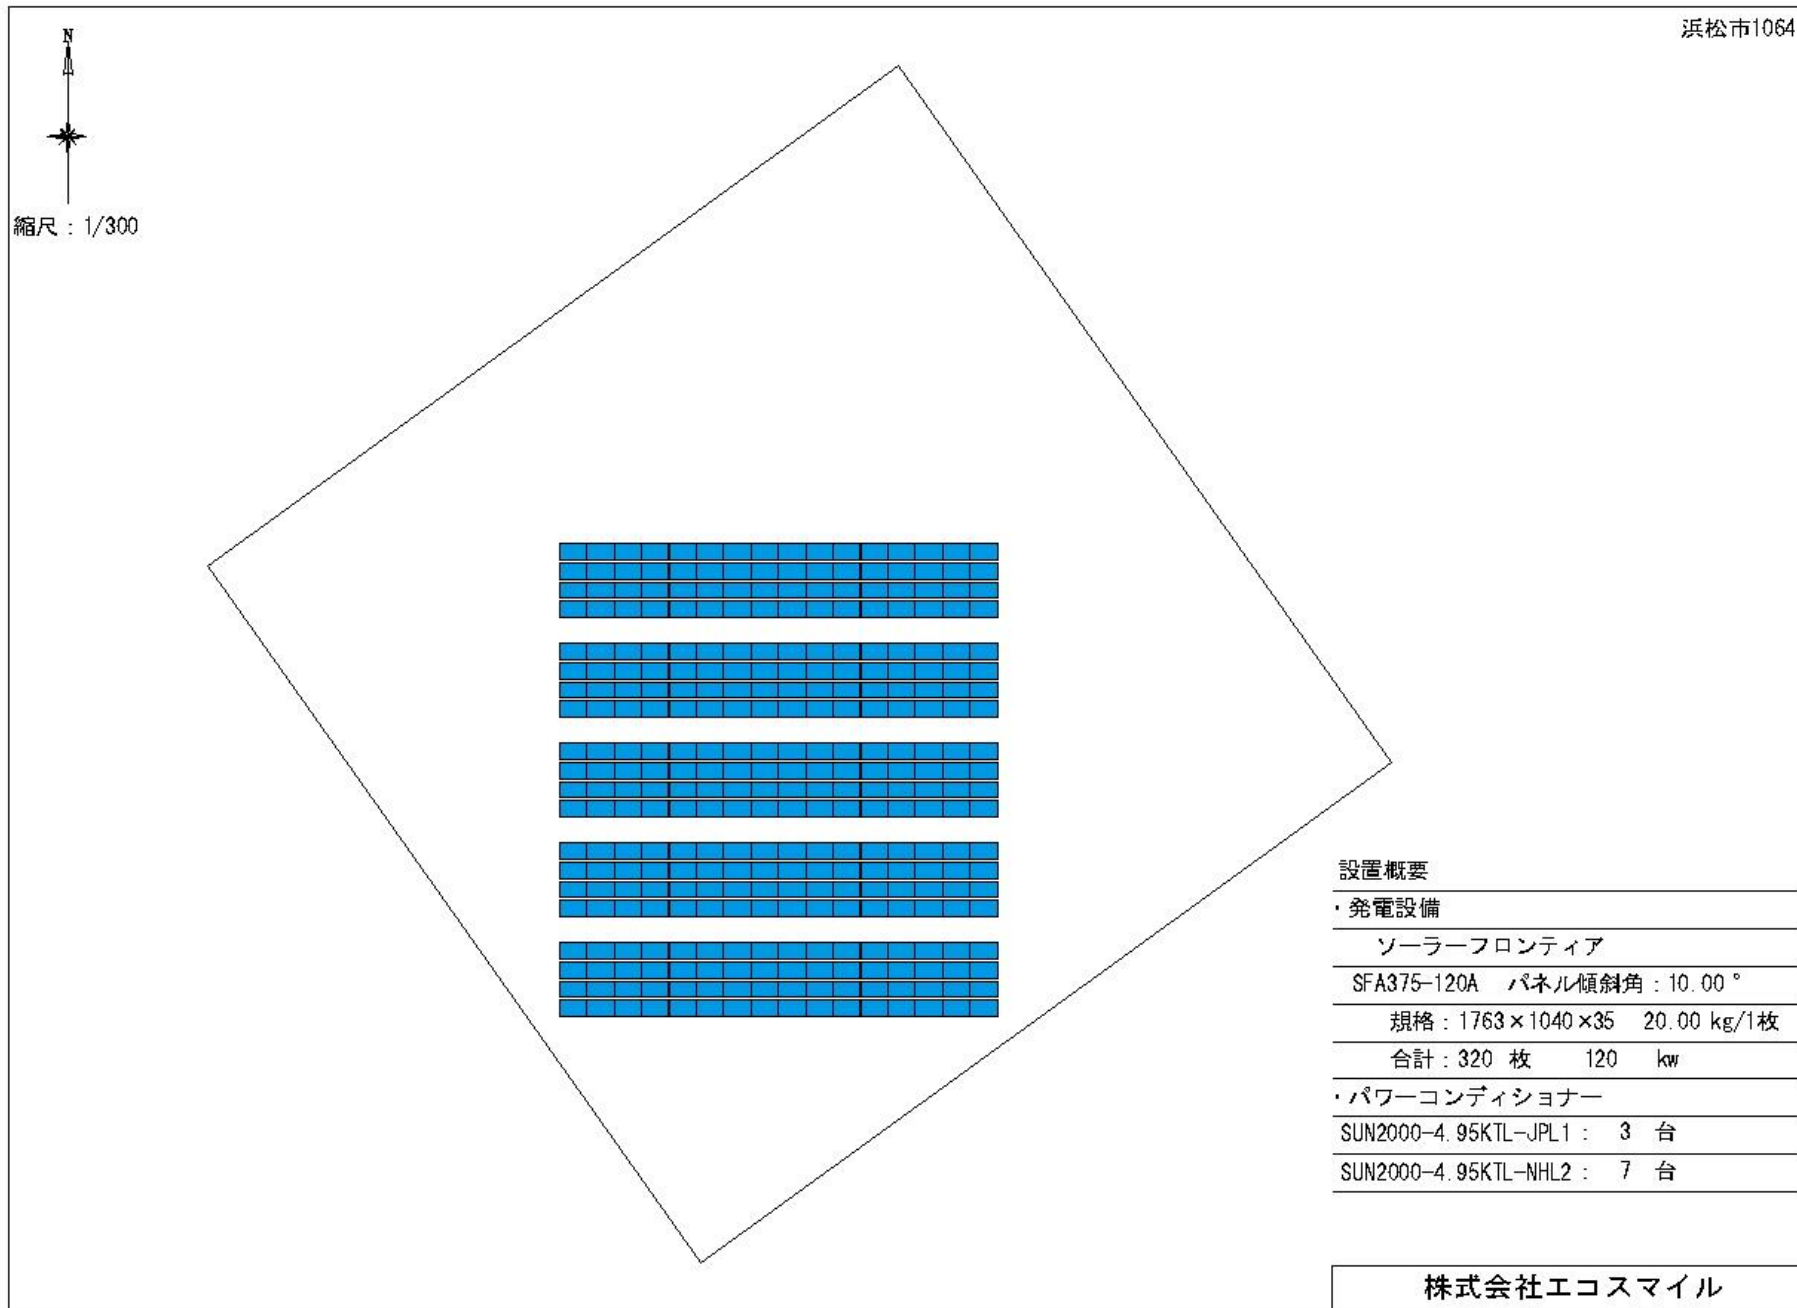 浜松市1064
N
縮尺：1/300
設置概要
・発電設備
ソーラーフロンティア
SFA375-120A　パネル傾斜角：10.00°
規格：1763×1040×35　20.00 kg/1枚
合計：320 枚　120　kw
・パワーコンディショナー
SUN2000-4.95KTL-JPL1：　3　台
SUN2000-4.95KTL-NHL2：　7　台
株式会社エコスマイル